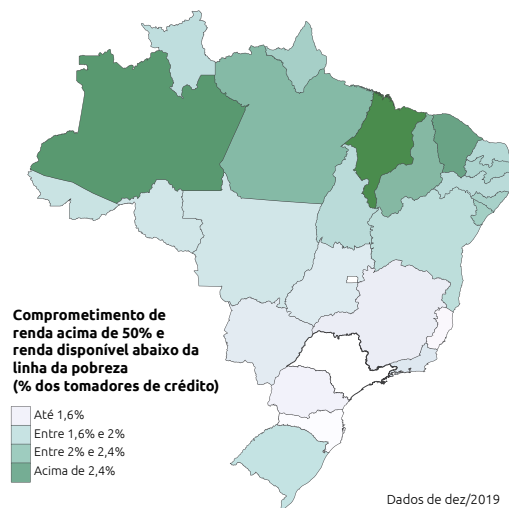 Comprometimento de
renda acima de 50% e
renda disponível abaixo da
linha da pobreza
(% dos tomadores de crédito)
Até 1,6%
Entre 1,6% e 2%
Entre 2% e 2,4%
Acima de 2,4%
Dados de dez/2019